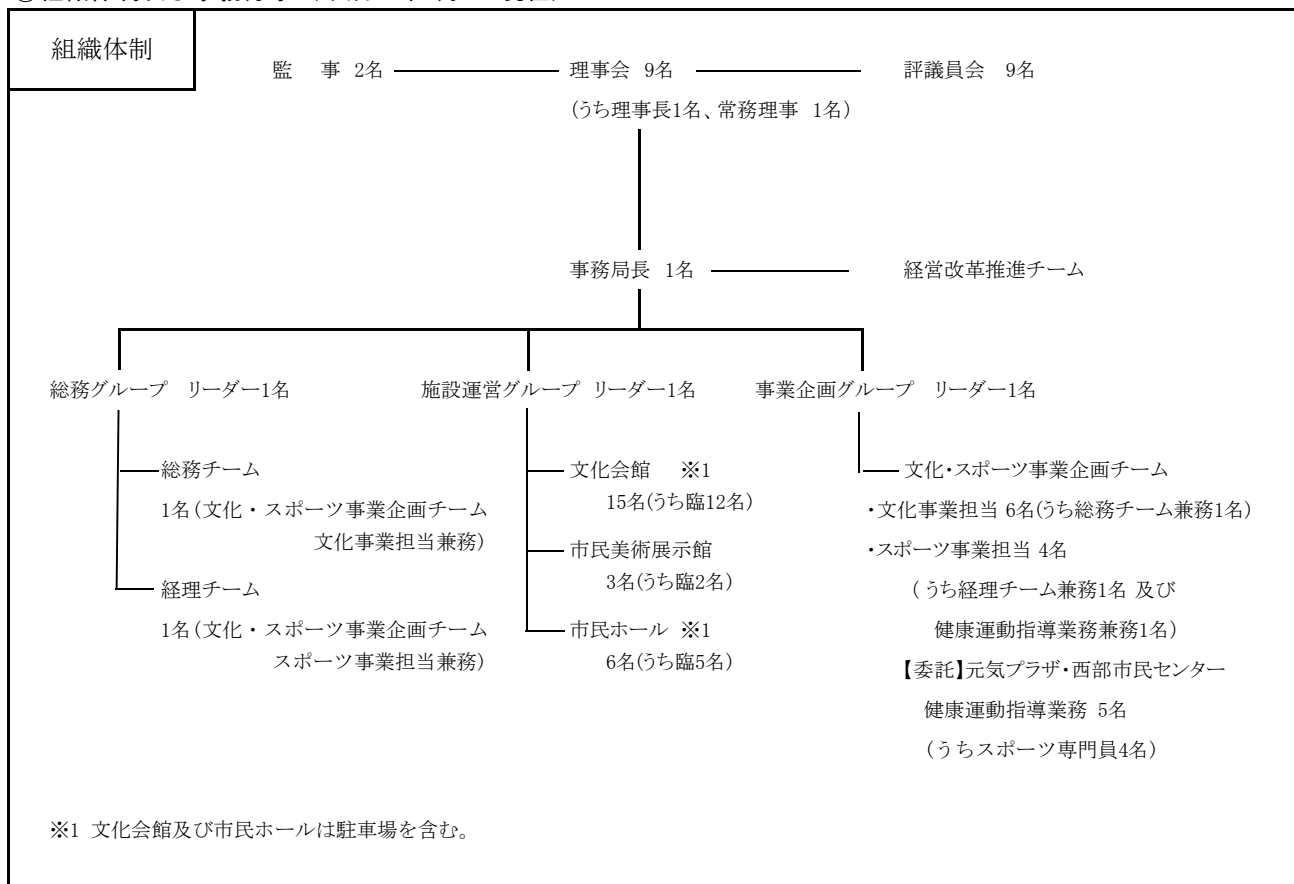 組織体制
監　事 2名　理事会 9名　評議員会　9名
(うち理事長1名、常務理事 1名)
事務局長 1名　経営改革推進チーム
総務グループ　リーダー1名　施設運営グループ リーダー1名　事業企画グループ　リーダー1名
総務チーム
1名(文化・スポーツ事業企画チーム
文化事業担当兼務)
経理チーム
1名(文化・スポーツ事業企画チーム
スポーツ事業担当兼務)
文化会館　※1
15名(うち臨12名)
市民美術展示館
3名(うち臨2名)
市民ホール ※1
6名(うち臨5名)
文化・スポーツ事業企画チーム
・文化事業担当 6名(うち総務チーム兼務1名)
・スポーツ事業担当 4名
(うち経理チーム兼務1名 及び
健康運動指導業務兼務1名)
【委託】元気プラザ・西部市民センター
健康運動指導業務 5名
(うちスポーツ専門員4名)
※1 文化会館及び市民ホールは駐車場を含む。